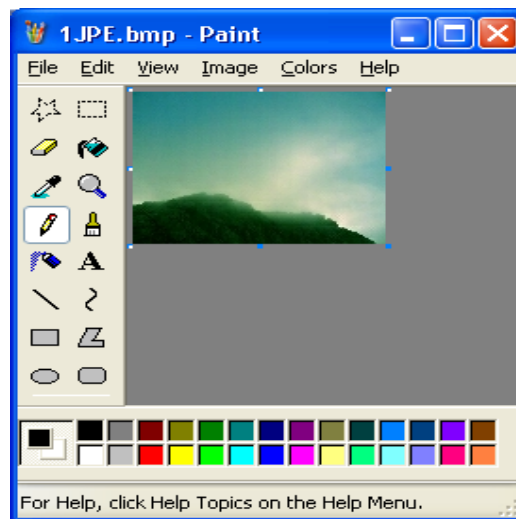 1JPE.bmp - Paint
File Edit View Image Colors Help
A
For Help, click Help Topics on the Help Menu.